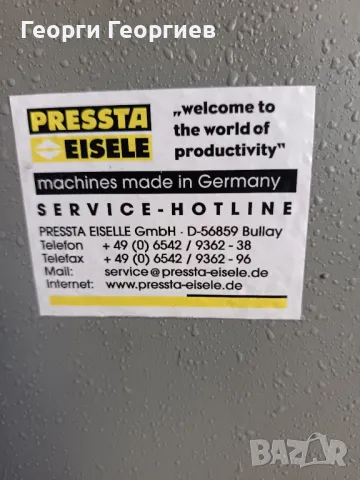 Георги Георгиев
PRESSTA
EISELE
„welcome to
the world of
productivity"
machines made in Germany
SERVICE-HOTLINE
PRESSTA EISELLE GmbH · D-56859 Bullay
Telefon + 49 (0) 6542 / 9362 - 38
Telefax + 49 (0) 6542 / 9362 - 96
Mail: service@pressta-eisele.de
Internet: www.pressta-eisele.de
BAZAR